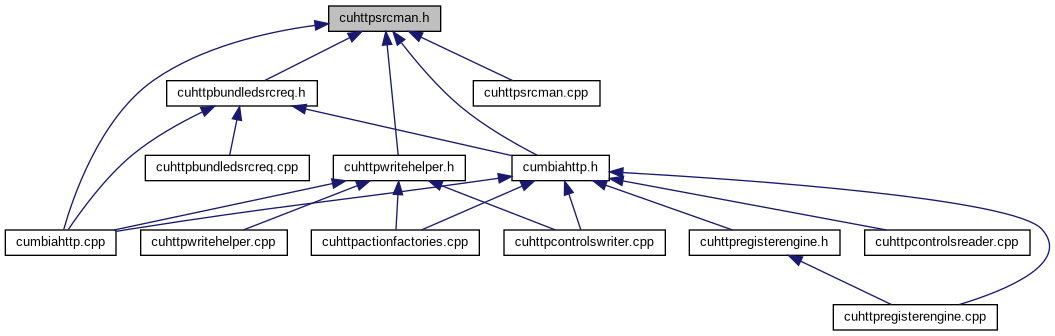 cuhttpsrcman.h
cuhttpbundledsrcreq.h
cuhttpsrcman.cpp
cuhttpbundledsrcreq.cpp
cuhttpwritehelper.h
cumbiahttp.h
cumbiahttp.cpp
cuhttpwritehelper.cpp
cuhttpactionfactories.cpp
cuhttpcontrolswriter.cpp
cuhttpregisterengine.h
cuhttpcontrolsreader.cpp
cuhttpregisterengine.cpp